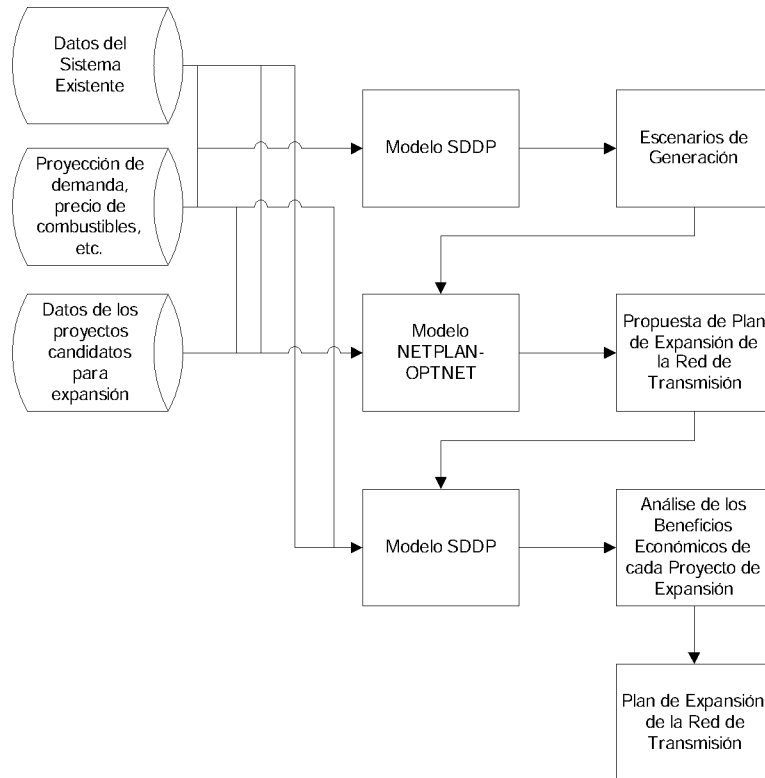 Datos del
Sistema
Existente
Modelo SDDP
Escenarios de
Generación
Proyección de
demanda,
precio de
combustibles,
etc.
Datos de los
proyectos
candidatos
para
expansión
Modelo
NETPLAN-
OPTNET
Propuesta de Plan
de Expansión de
la Red de
Transmisión
Modelo SDDP
Análise de los
Beneficios
Económicos de
cada Proyecto de
Expansión
Plan de Expansión
de la Red de
Transmisión